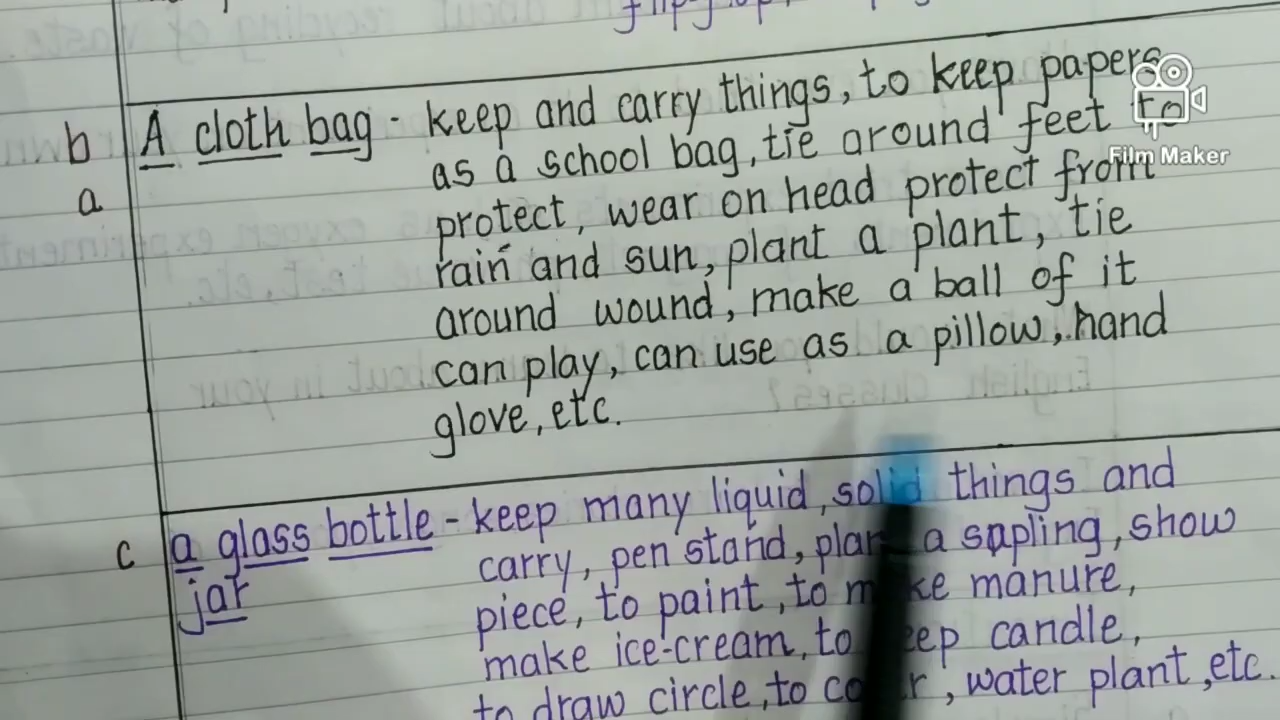 flip-flop
b A cloth bag - keep and carry things, to keep papers
a as a school bag, tie around feet to
protect, wear on head protect from
rain and sun, plant a plant, tie
around wound, make a ball of it
can play, can use as a pillow, hand
glove, etc.
c a glass bottle - keep many liquid, solid things and
jar carry, pen stand, plant a sapling, show
piece, to paint, to make manure,
make ice-cream, to keep candle,
to draw circle, to, water plant, etc.
Film Maker